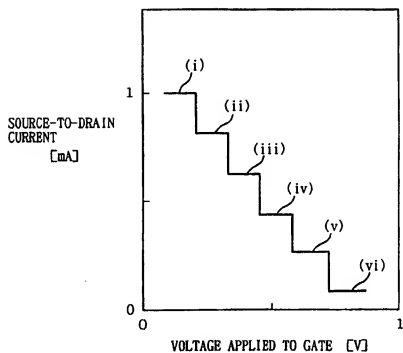 (i)
1
(ii)
SOURCE-TO-DRAIN
CURRENT
[mA]
(iii)
(iv)
(v)
(vi)
0
0
1
VOLTAGE APPLIED TO GATE [V]